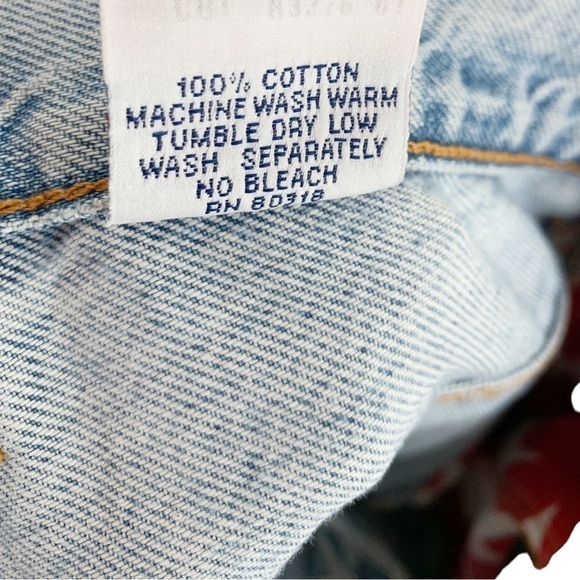 100% COTTON
MACHINE WASH WARM
TUMBLE DRY LOW
WASH SEPARATELY
NO BLEACH
RN 80318